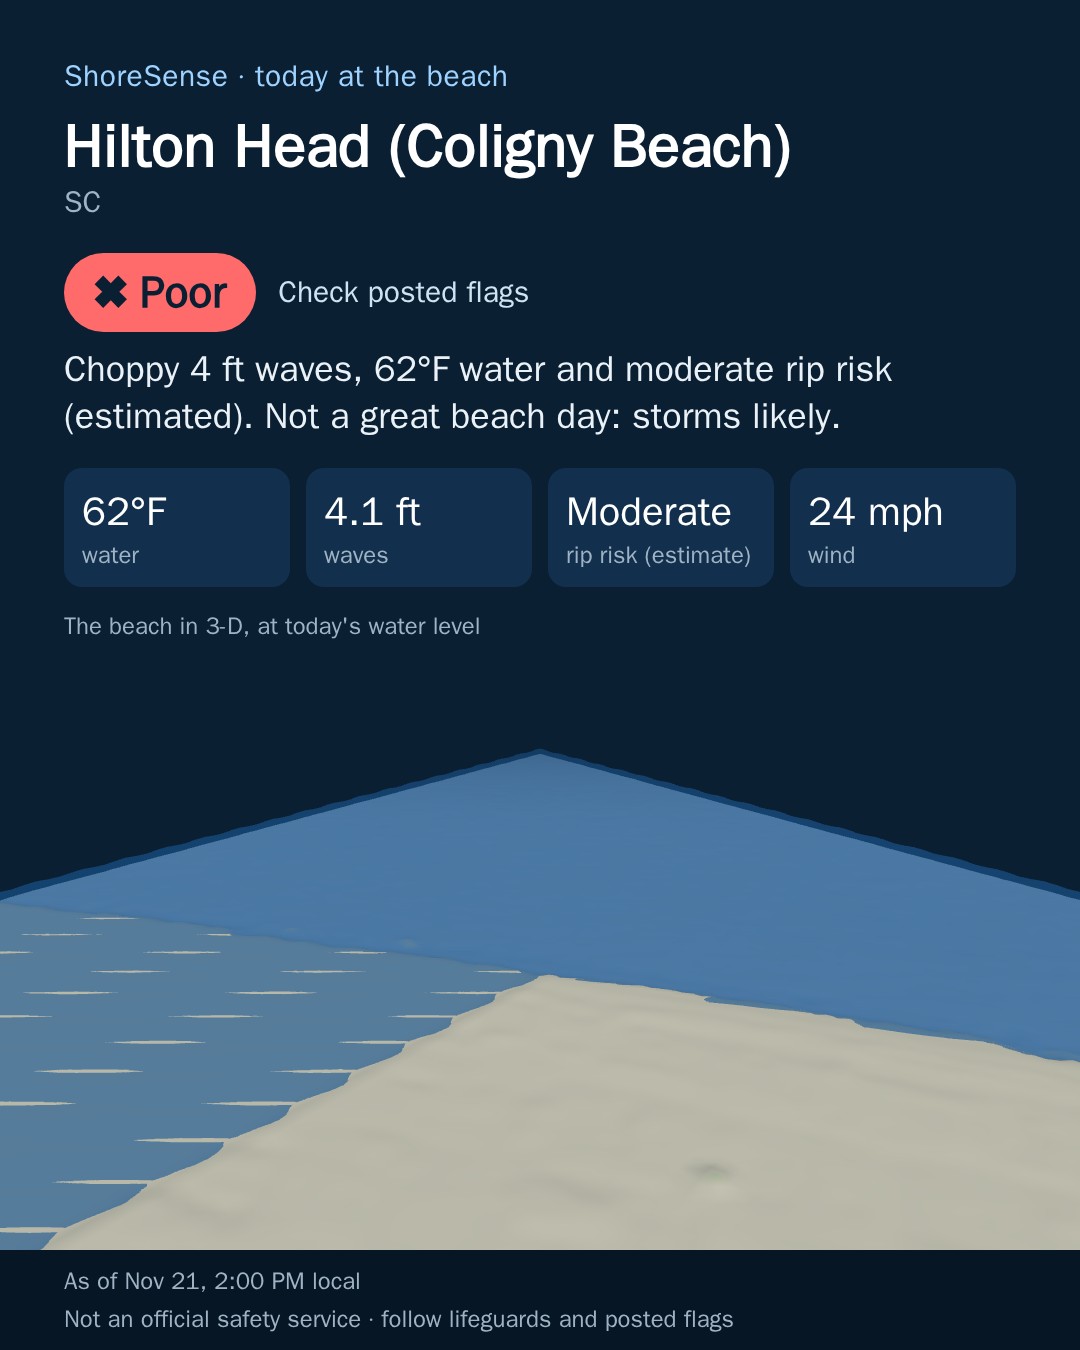 ShoreSense · today at the beach
Hilton Head (Coligny Beach)
SC
✖ Poor
Check posted flags
Choppy 4 ft waves, 62°F water and moderate rip risk
(estimated). Not a great beach day: storms likely.
62°F
water
4.1 ft
waves
Moderate
rip risk (estimate)
24 mph
wind
The beach in 3-D, at today's water level
As of Nov 21, 2:00 PM local
Not an official safety service · follow lifeguards and posted flags